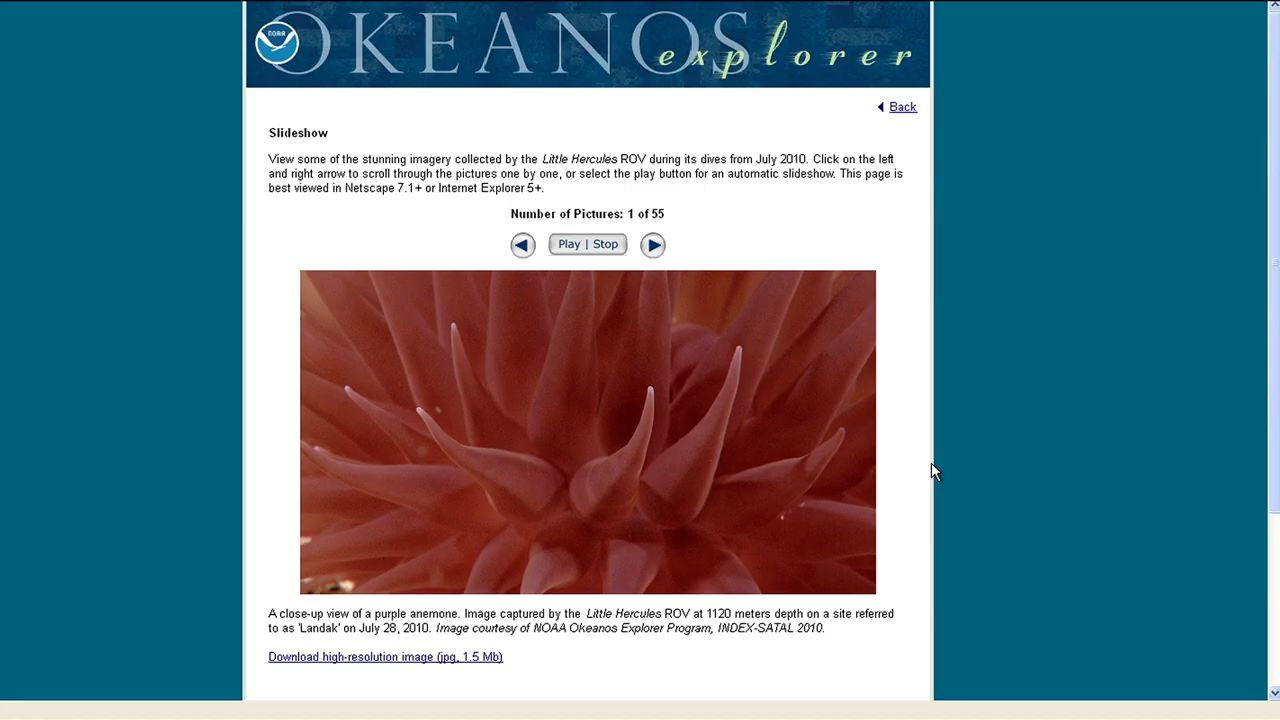 NOAA
OKEANOS
explorer
Back
Slideshow
View some of the stunning imagery collected by the Little Hercules ROV during its dives from July 2010. Click on the left
and right arrow to scroll through the pictures one by one, or select the play button for an automatic slideshow. This page is
best viewed in Netscape 7.1+ or Internet Explorer 5+.
Number of Pictures: 1 of 55
Play | Stop
A close-up view of a purple anemone. Image captured by the Little Hercules ROV at 1120 meters depth on a site referred
to as 'Landak' on July 28, 2010. Image courtesy of NOAA Okeanos Explorer Program, INDEX-SATAL 2010.
Download high-resolution image (jpg, 1.5 Mb)